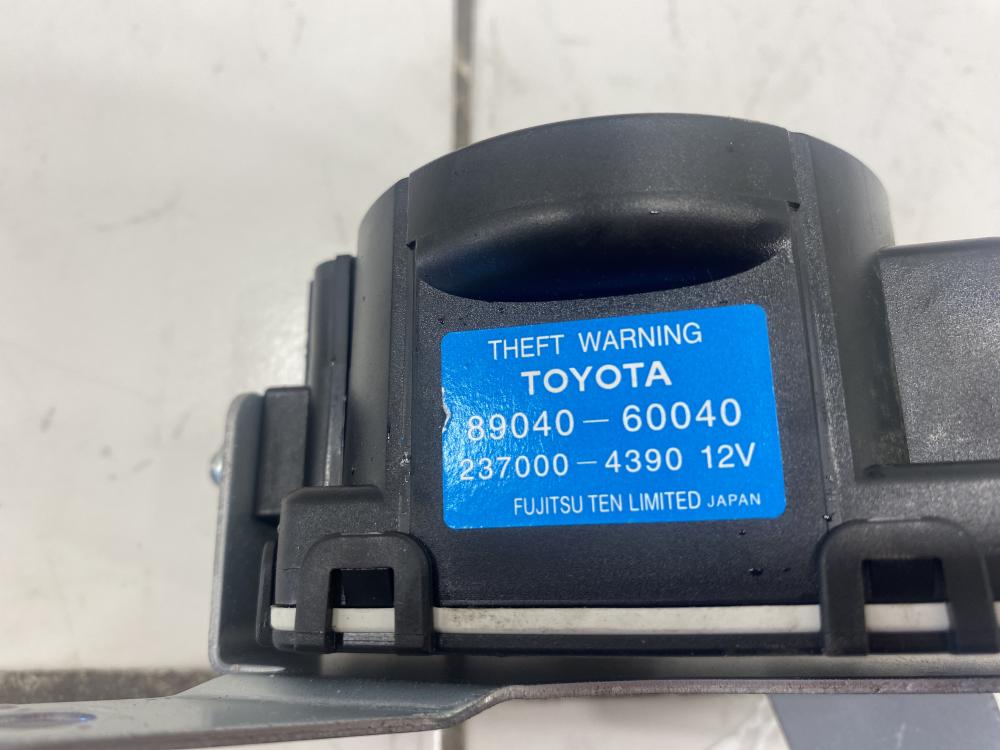 THEFT WARNING
TOYOTA
89040-60040
237000-4390 12V
FUJITSU TEN LIMITED JAPAN